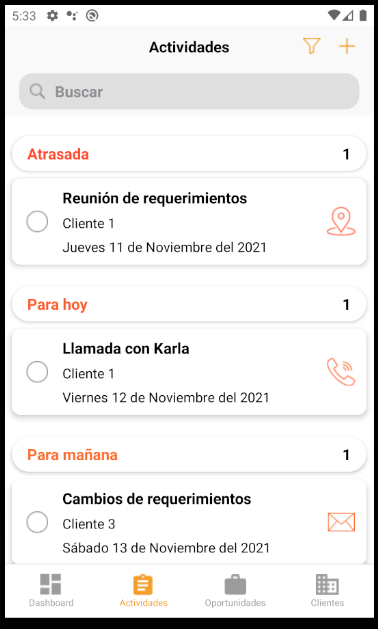 5:33
Actividades
Buscar
Atrasada 1
Reunión de requerimientos
Cliente 1
Jueves 11 de Noviembre del 2021
Para hoy 1
Llamada con Karla
Cliente 1
Viernes 12 de Noviembre del 2021
Para mañana 1
Cambios de requerimientos
Cliente 3
Sábado 13 de Noviembre del 2021
Dashboard Actividades Oportunidades Clientes